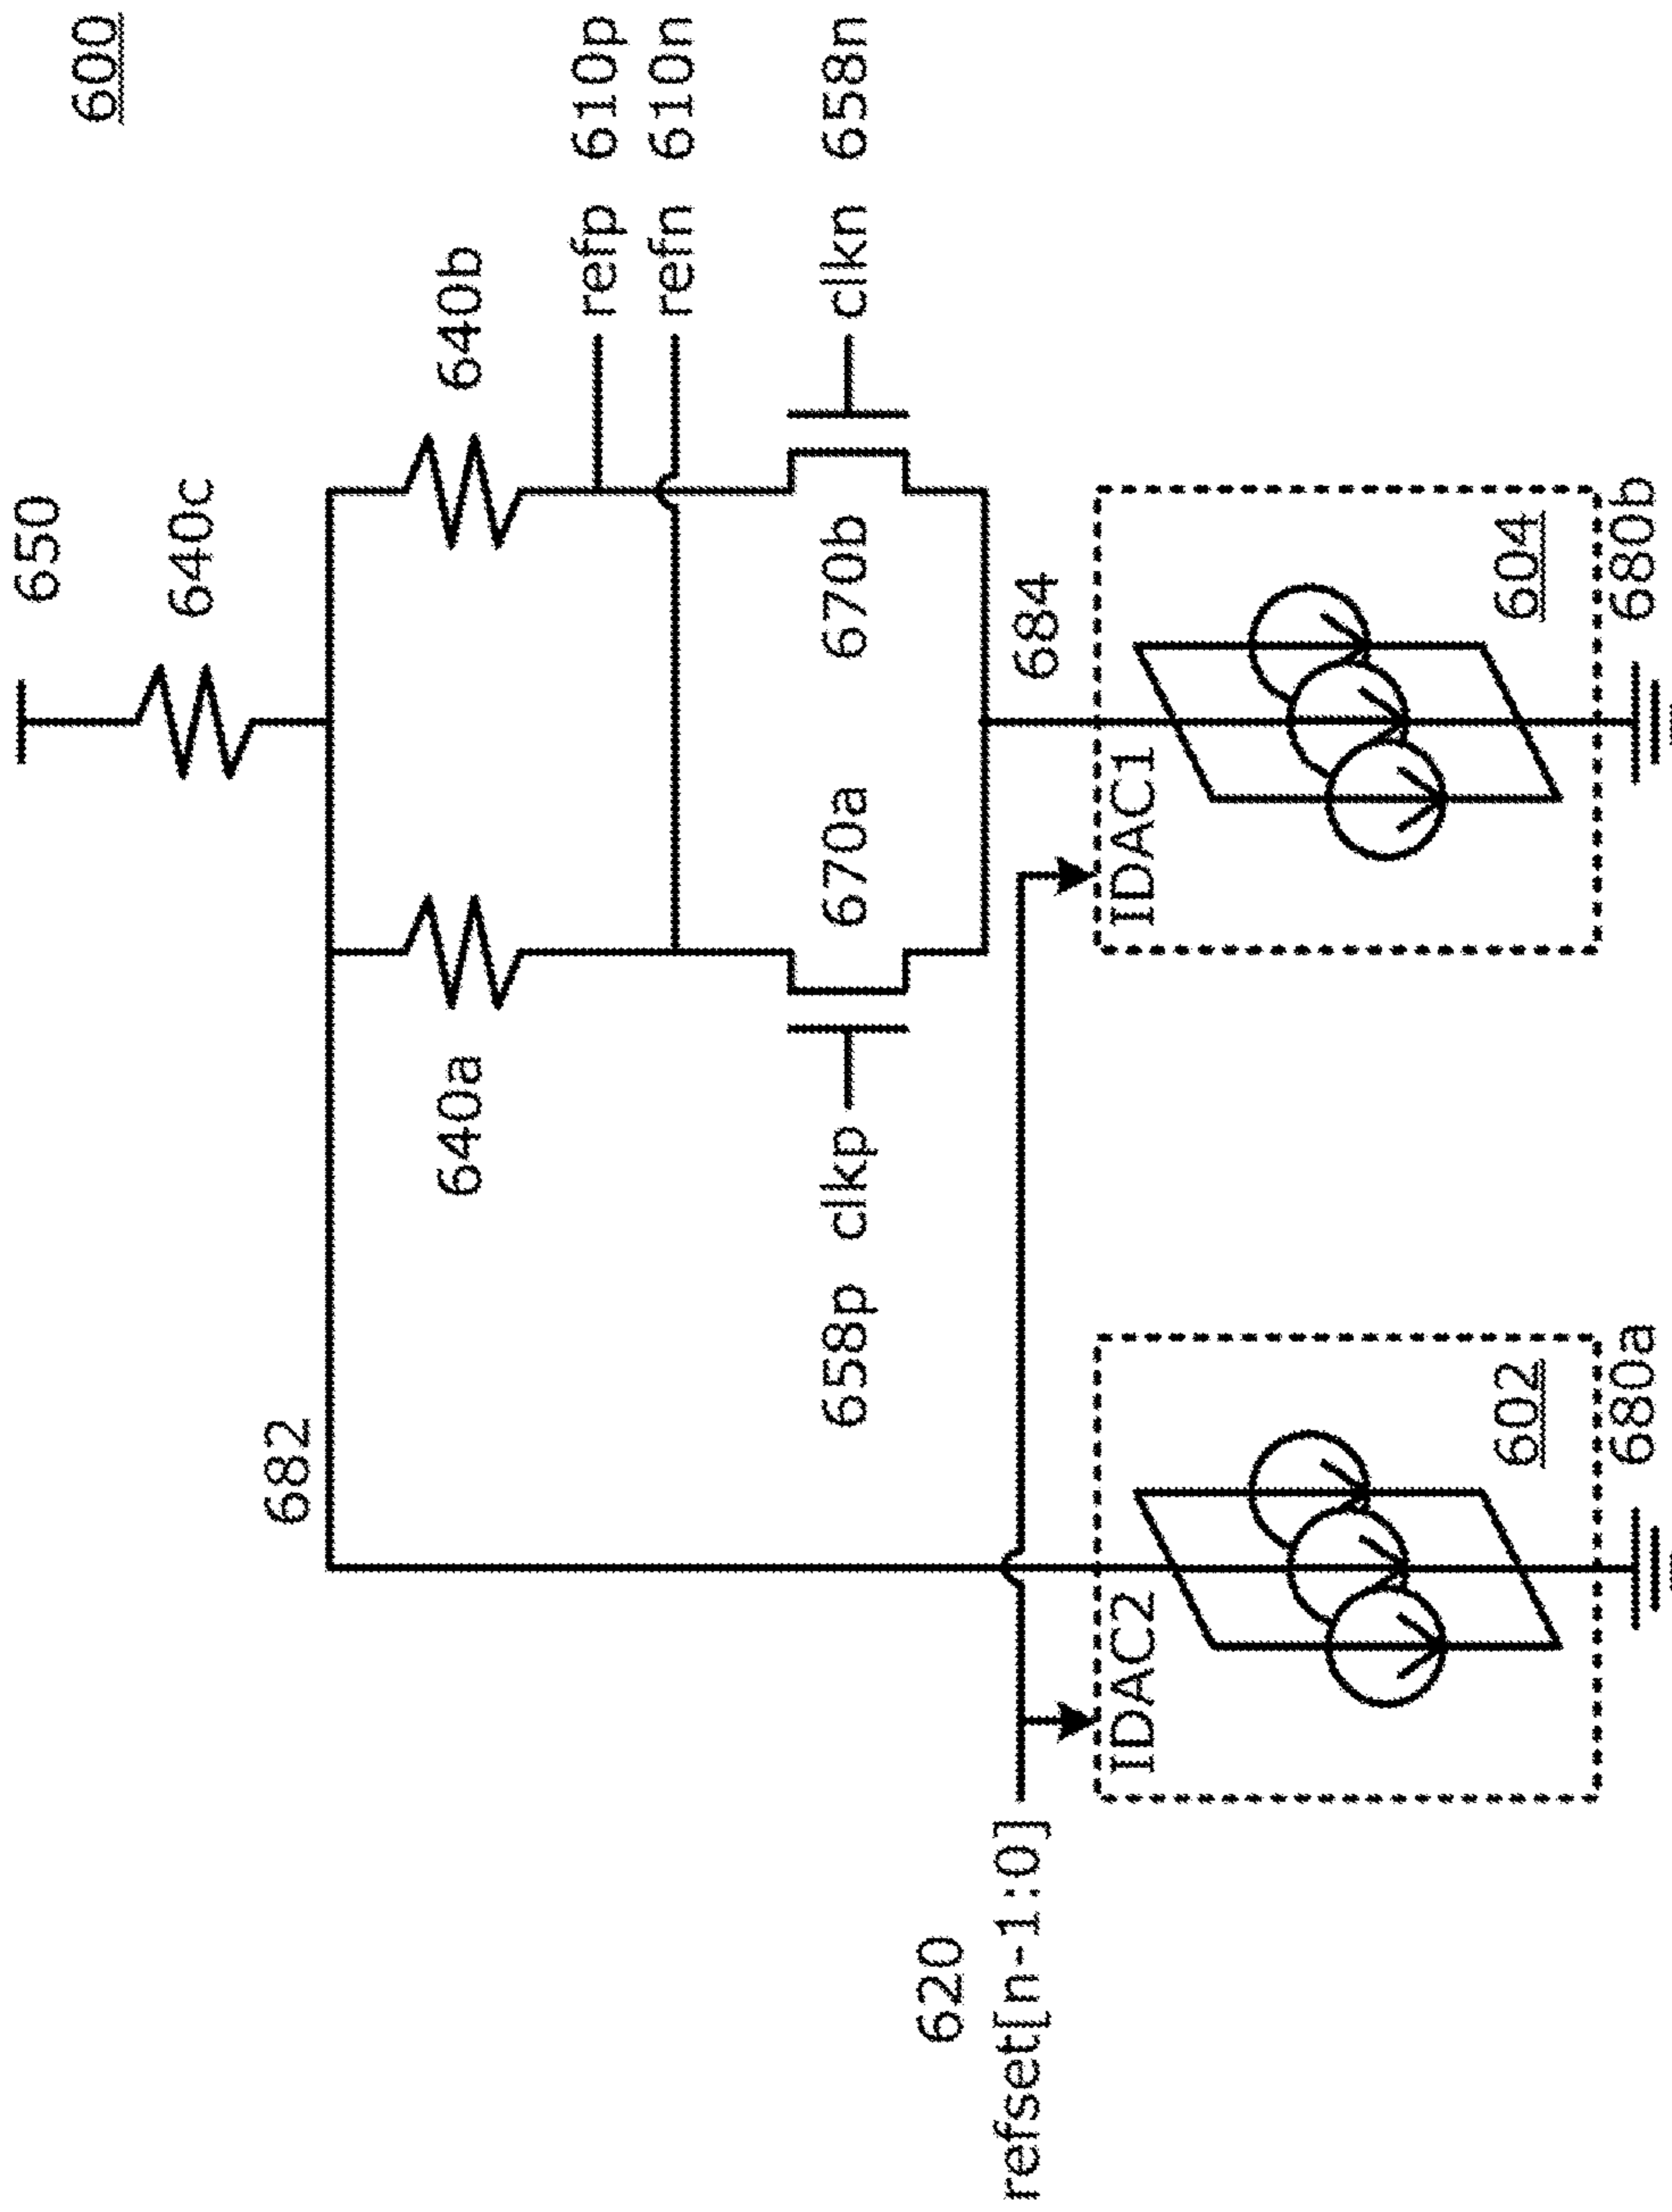 600
650
640c
682
640a
640b
refp 610p
refn 610n
658p clkp
670a
670b
clkn 658n
620
refset[n-1:0]
684
IDAC2
602
680a
IDAC1
604
680b